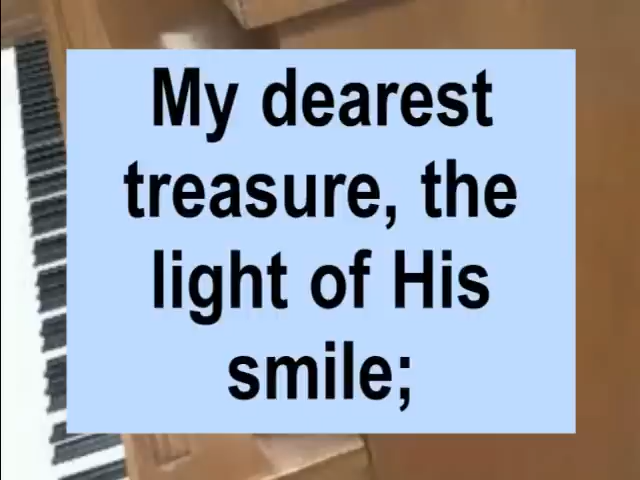 My dearest
treasure, the
light of His
smile;